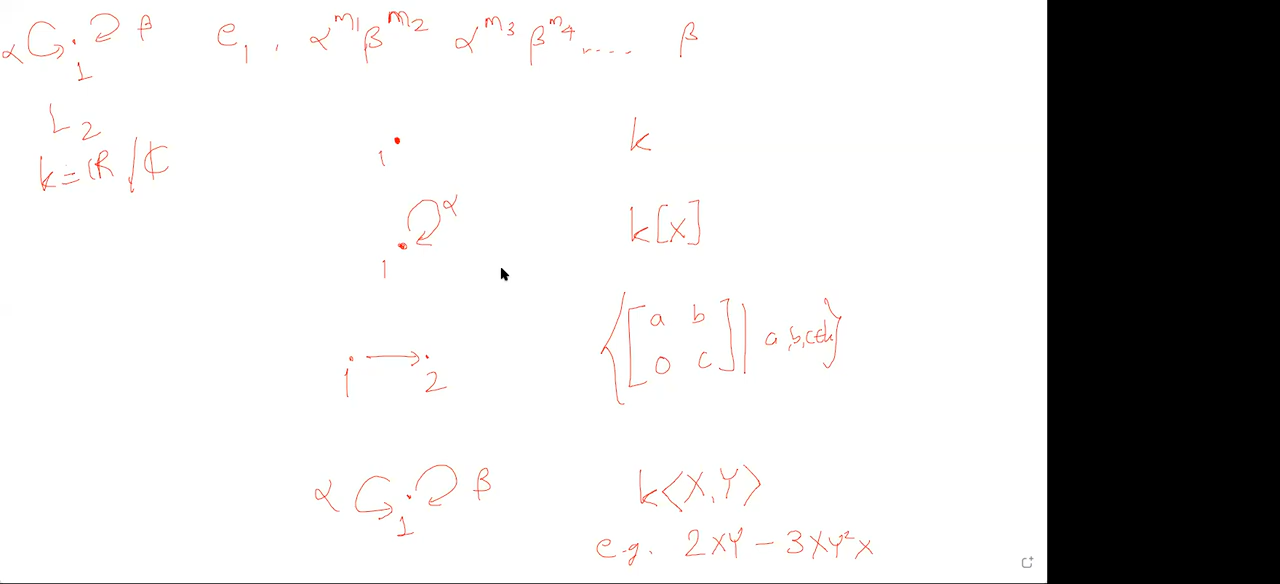 α β e₁, α^m₁ β^m₂ α^m₃ β^m₄ ..... β
1
L₂
k = ℝ/ℂ
1 k
α
1 k[x]
{[a b
0 c] | a,b,c∈k}
1 → 2
α β k⟨X,Y⟩
1
e.g. 2XY − 3XY²X